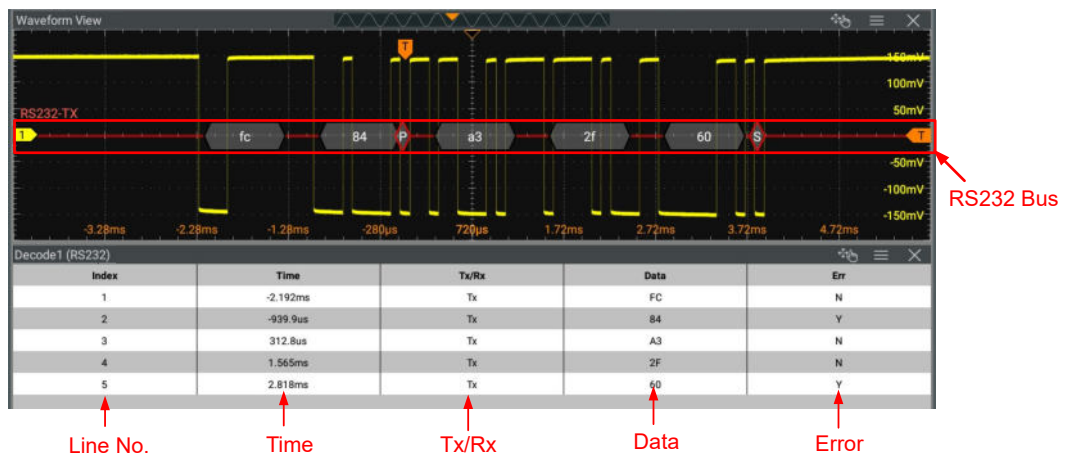 Waveform View
T
150mV
100mV
RS232-TX
50mV
1 fc 84 P a3 2f 60 S T
-50mV
RS232 Bus
-100mV
-150mV
-3.28ms -2.28ms -1.28ms -280µs 720µs 1.72ms 2.72ms 3.72ms 4.72ms
Decode1 (RS232)
Index Time Tx/Rx Data Err
1 -2.192ms Tx FC N
2 -939.9us Tx 84 Y
3 312.8us Tx A3 N
4 1.565ms Tx 2F N
5 2.818ms Tx 60 Y
Line No. Time Tx/Rx Data Error